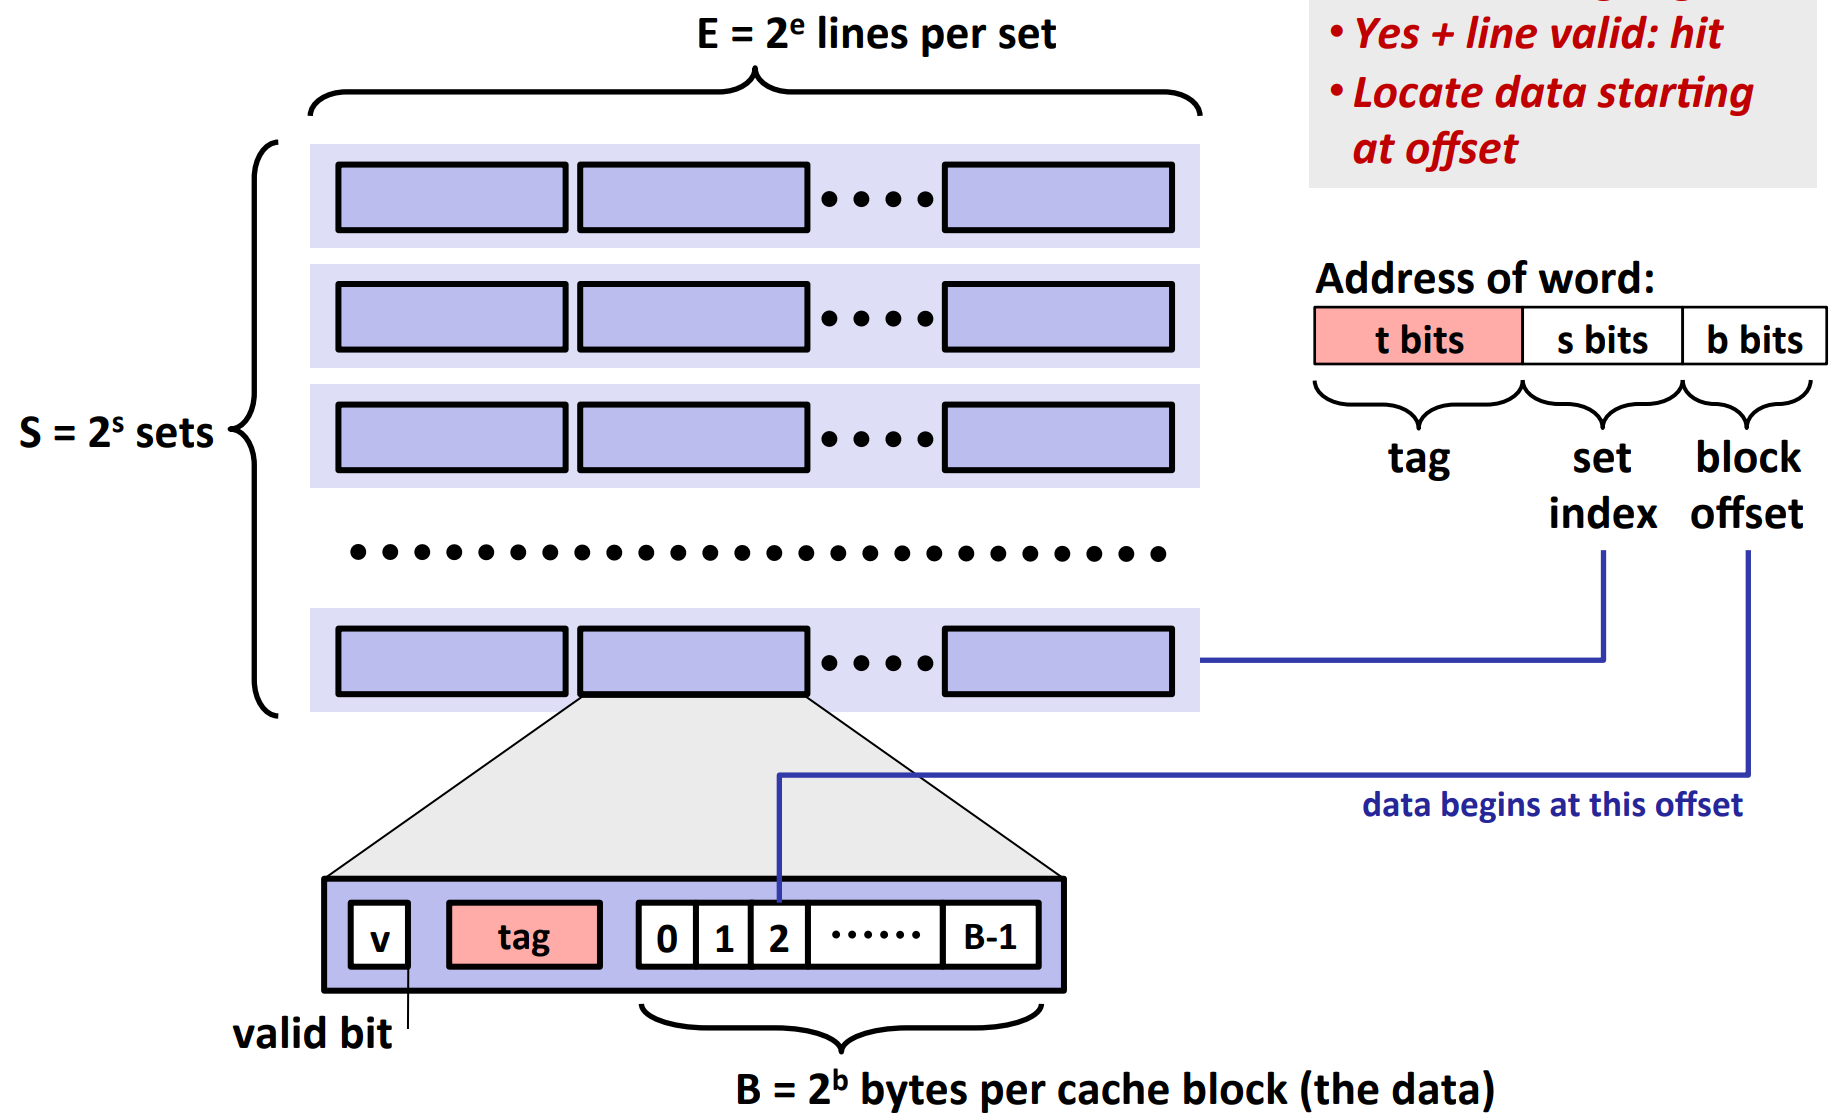 E = 2^e lines per set
• Yes + line valid: hit
• Locate data starting
at offset
Address of word:
t bits s bits b bits
tag set index block offset
S = 2^s sets
data begins at this offset
v tag 0 1 2 ...... B-1
valid bit
B = 2^b bytes per cache block (the data)